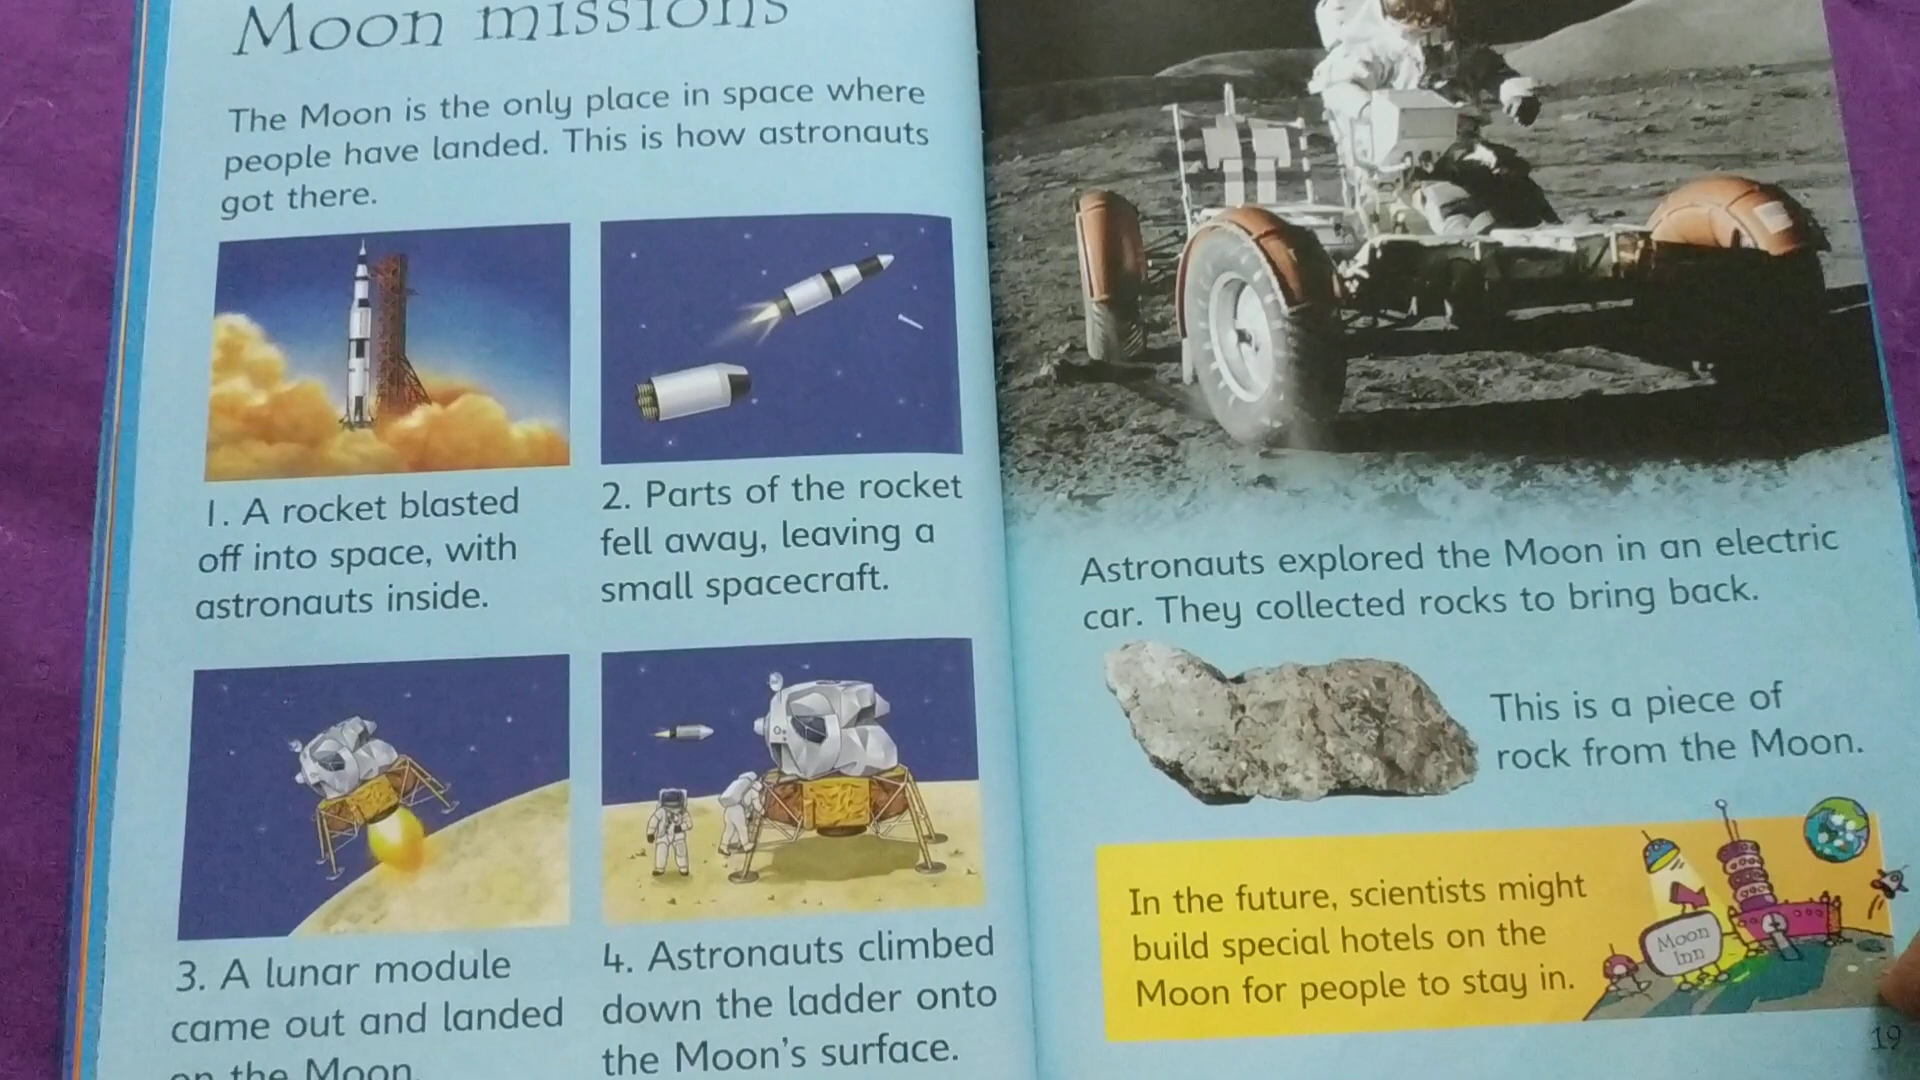 Moon missions
The Moon is the only place in space where
people have landed. This is how astronauts
got there.
1. A rocket blasted
off into space, with
astronauts inside.
2. Parts of the rocket
fell away, leaving a
small spacecraft.
3. A lunar module
came out and landed
on the Moon.
4. Astronauts climbed
down the ladder onto
the Moon's surface.
Astronauts explored the Moon in an electric
car. They collected rocks to bring back.
This is a piece of
rock from the Moon.
In the future, scientists might
build special hotels on the
Moon for people to stay in.
Moon
Inn
19